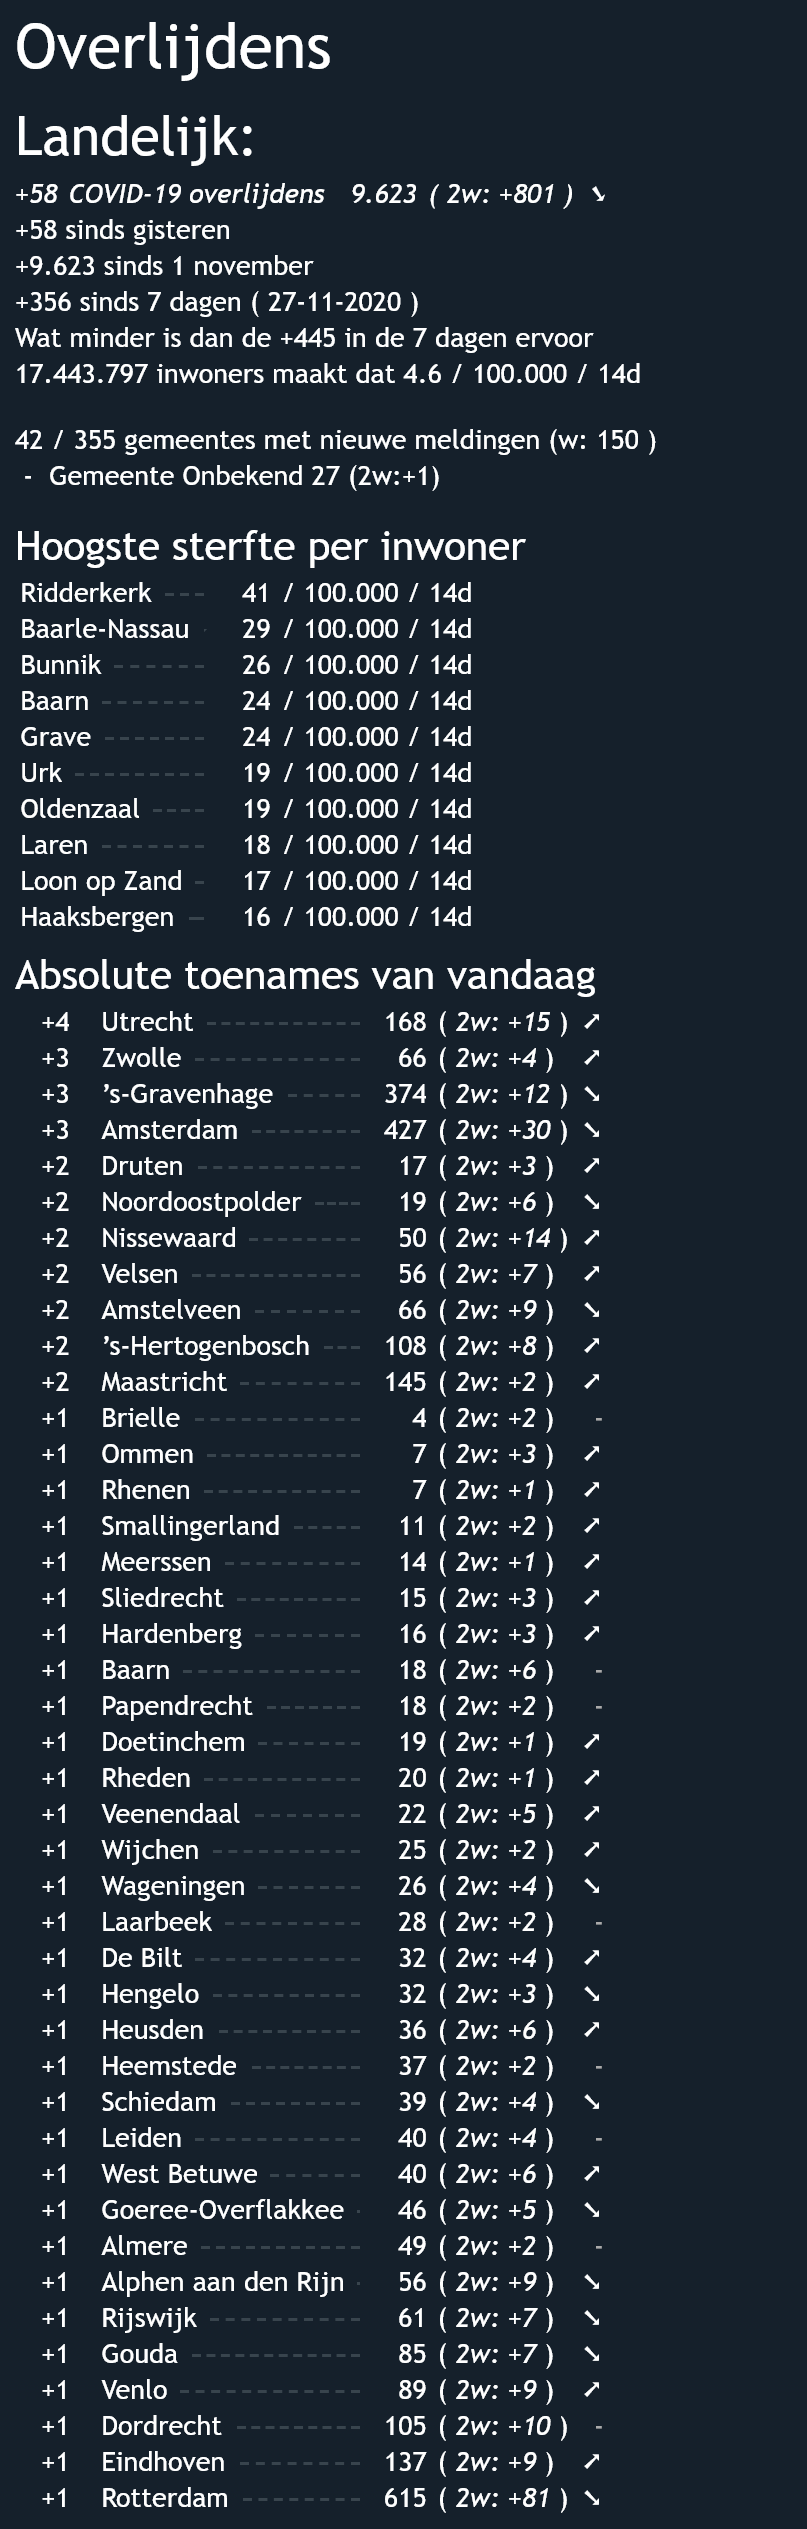 Overlijdens
Landelijk:
+58 COVID-19 overlijdens 9.623 ( 2w: +801 ) ➘
+58 sinds gisteren
+9.623 sinds 1 november
+356 sinds 7 dagen ( 27-11-2020 )
Wat minder is dan de +445 in de 7 dagen ervoor
17.443.797 inwoners maakt dat 4.6 / 100.000 / 14d
42 / 355 gemeentes met nieuwe meldingen (w: 150 )
- Gemeente Onbekend 27 (2w:+1)
Hoogste sterfte per inwoner
Ridderkerk --- 41 / 100.000 / 14d
Baarle-Nassau · 29 / 100.000 / 14d
Bunnik ------ 26 / 100.000 / 14d
Baarn ------- 24 / 100.000 / 14d
Grave ------- 24 / 100.000 / 14d
Urk --------- 19 / 100.000 / 14d
Oldenzaal ---- 19 / 100.000 / 14d
Laren ------- 18 / 100.000 / 14d
Loon op Zand - 17 / 100.000 / 14d
Haaksbergen - 16 / 100.000 / 14d
Absolute toenames van vandaag
+4 Utrecht ----------- 168 ( 2w: +15 ) ➚
+3 Zwolle ------------ 66 ( 2w: +4 ) ➚
+3 ’s-Gravenhage ----- 374 ( 2w: +12 ) ➘
+3 Amsterdam -------- 427 ( 2w: +30 ) ➘
+2 Druten ------------ 17 ( 2w: +3 ) ➚
+2 Noordoostpolder ---- 19 ( 2w: +6 ) ➘
+2 Nissewaard -------- 50 ( 2w: +14 ) ➚
+2 Velsen ------------ 56 ( 2w: +7 ) ➚
+2 Amstelveen ------- 66 ( 2w: +9 ) ➘
+2 ’s-Hertogenbosch --- 108 ( 2w: +8 ) ➚
+2 Maastricht -------- 145 ( 2w: +2 ) ➚
+1 Brielle ------------ 4 ( 2w: +2 ) -
+1 Ommen ----------- 7 ( 2w: +3 ) ➚
+1 Rhenen ----------- 7 ( 2w: +1 ) ➚
+1 Smallingerland ----- 11 ( 2w: +2 ) ➚
+1 Meerssen ---------- 14 ( 2w: +1 ) ➚
+1 Sliedrecht --------- 15 ( 2w: +3 ) ➚
+1 Hardenberg ------- 16 ( 2w: +3 ) ➚
+1 Baarn ------------- 18 ( 2w: +6 ) -
+1 Papendrecht ------- 18 ( 2w: +2 ) -
+1 Doetinchem ------- 19 ( 2w: +1 ) ➚
+1 Rheden ----------- 20 ( 2w: +1 ) ➚
+1 Veenendaal ------- 22 ( 2w: +5 ) ➚
+1 Wijchen ----------- 25 ( 2w: +2 ) ➚
+1 Wageningen ------- 26 ( 2w: +4 ) ➘
+1 Laarbeek ---------- 28 ( 2w: +2 ) -
+1 De Bilt ------------ 32 ( 2w: +4 ) ➚
+1 Hengelo ----------- 32 ( 2w: +3 ) ➘
+1 Heusden ---------- 36 ( 2w: +6 ) ➚
+1 Heemstede -------- 37 ( 2w: +2 ) -
+1 Schiedam --------- 39 ( 2w: +4 ) ➘
+1 Leiden ------------ 40 ( 2w: +4 ) -
+1 West Betuwe ------ 40 ( 2w: +6 ) ➚
+1 Goeree-Overflakkee · 46 ( 2w: +5 ) ➘
+1 Almere ----------- 49 ( 2w: +2 ) -
+1 Alphen aan den Rijn · 56 ( 2w: +9 ) ➘
+1 Rijswijk ----------- 61 ( 2w: +7 ) ➘
+1 Gouda ------------ 85 ( 2w: +7 ) ➘
+1 Venlo ------------- 89 ( 2w: +9 ) ➚
+1 Dordrecht --------- 105 ( 2w: +10 ) -
+1 Eindhoven -------- 137 ( 2w: +9 ) ➚
+1 Rotterdam -------- 615 ( 2w: +81 ) ➘